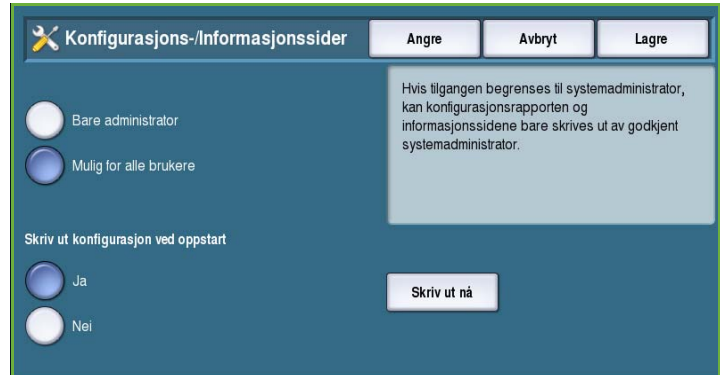 Konfigurasjons-/Informasjonssider
Angre
Avbryt
Lagre
Bare administrator
Mulig for alle brukere
Hvis tilgangen begrenses til systemadministrator,
kan konfigurasjonsrapporten og
informasjonssidene bare skrives ut av godkjent
systemadministrator.
Skriv ut konfigurasjon ved oppstart
Ja
Nei
Skriv ut nå